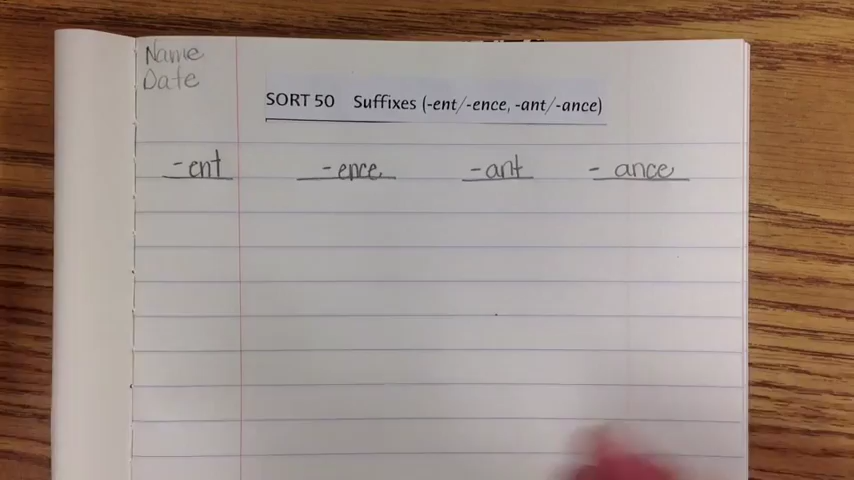 Name
Date
SORT 50 Suffixes (-ent/-ence, -ant/-ance)
-ent -ence -ant -ance